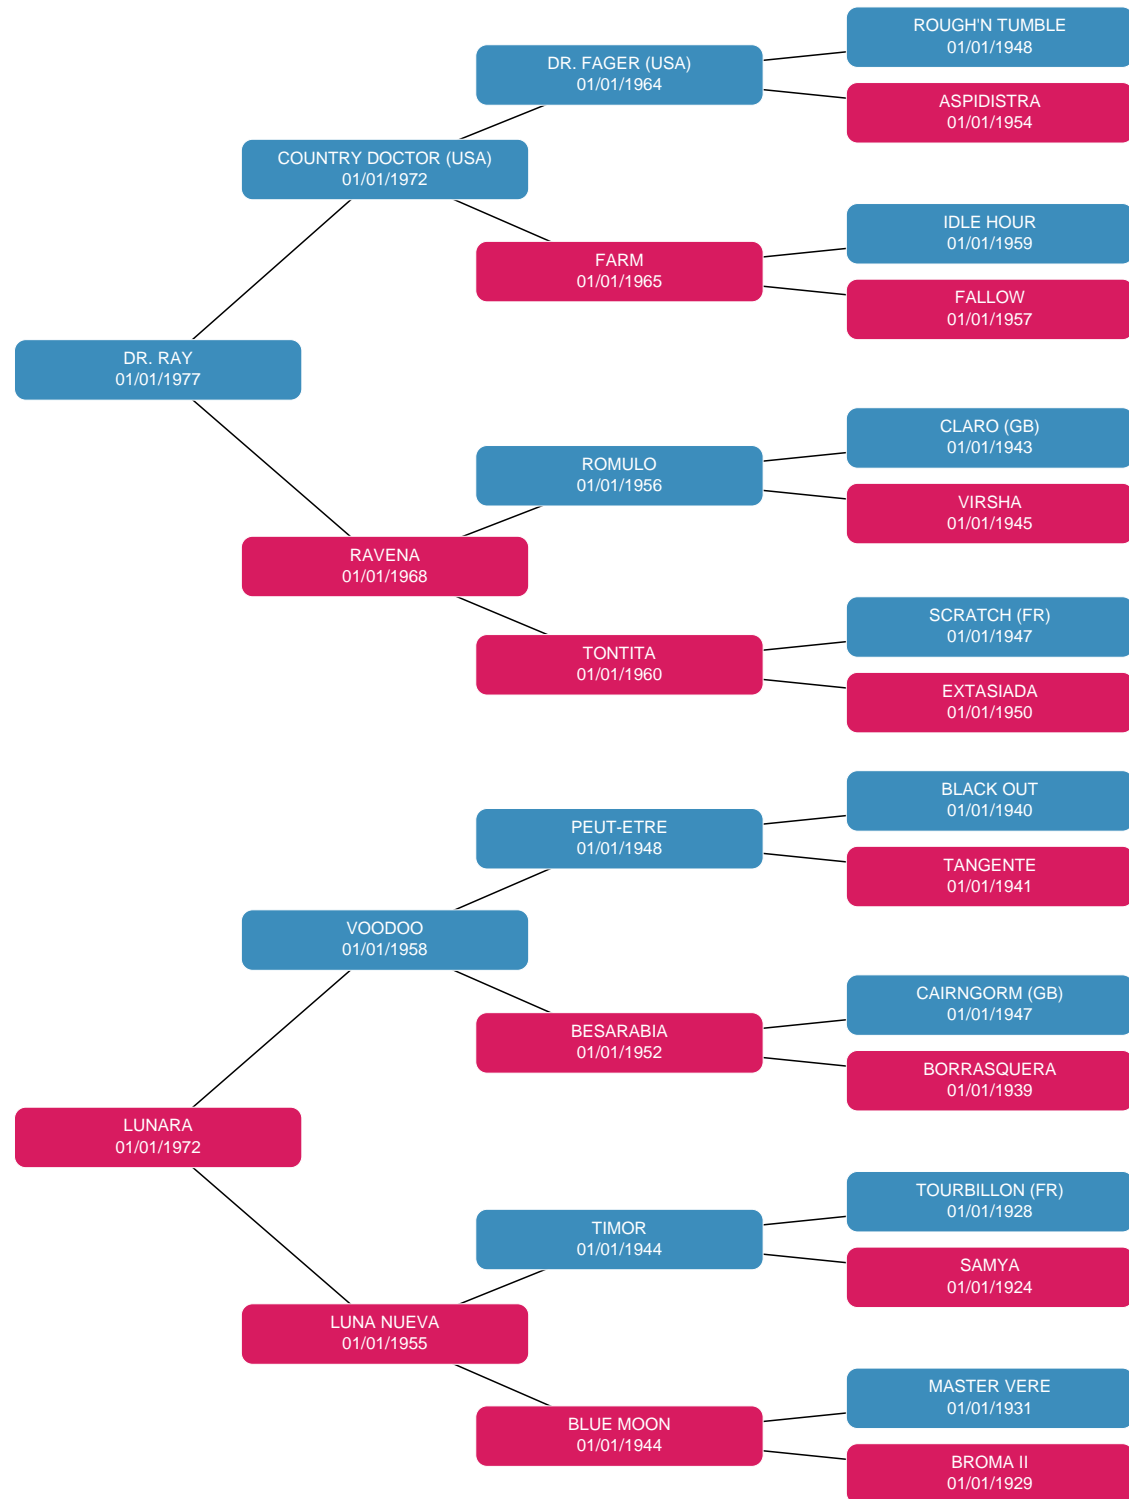 ROUGH'N TUMBLE
01/01/1948
DR. FAGER (USA)
01/01/1964
ASPIDISTRA
01/01/1954
COUNTRY DOCTOR (USA)
01/01/1972
IDLE HOUR
01/01/1959
FARM
01/01/1965
FALLOW
01/01/1957
DR. RAY
01/01/1977
CLARO (GB)
01/01/1943
ROMULO
01/01/1956
VIRSHA
01/01/1945
RAVENA
01/01/1968
SCRATCH (FR)
01/01/1947
TONTITA
01/01/1960
EXTASIADA
01/01/1950
BLACK OUT
01/01/1940
PEUT-ETRE
01/01/1948
TANGENTE
01/01/1941
VOODOO
01/01/1958
CAIRNGORM (GB)
01/01/1947
BESARABIA
01/01/1952
BORRASQUERA
01/01/1939
LUNARA
01/01/1972
TOURBILLON (FR)
01/01/1928
TIMOR
01/01/1944
SAMYA
01/01/1924
LUNA NUEVA
01/01/1955
MASTER VERE
01/01/1931
BLUE MOON
01/01/1944
BROMA II
01/01/1929